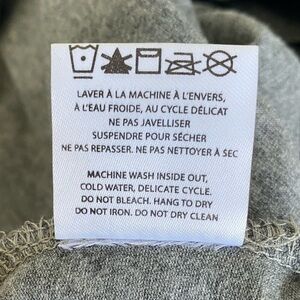 LAVER À LA MACHINE À L'ENVERS,
À L'EAU FROIDE, AU CYCLE DÉLICAT
NE PAS JAVELLISER
SUSPENDRE POUR SÉCHER
NE PAS REPASSER. NE PAS NETTOYER À SEC
MACHINE WASH INSIDE OUT,
COLD WATER, DELICATE CYCLE.
DO NOT BLEACH. HANG TO DRY
DO NOT IRON. DO NOT DRY CLEAN